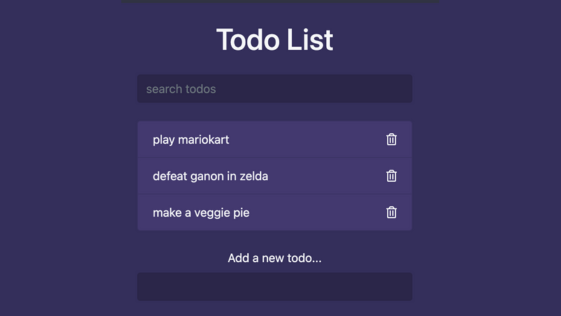 Todo List
search todos
play mariokart
defeat ganon in zelda
make a veggie pie
Add a new todo...